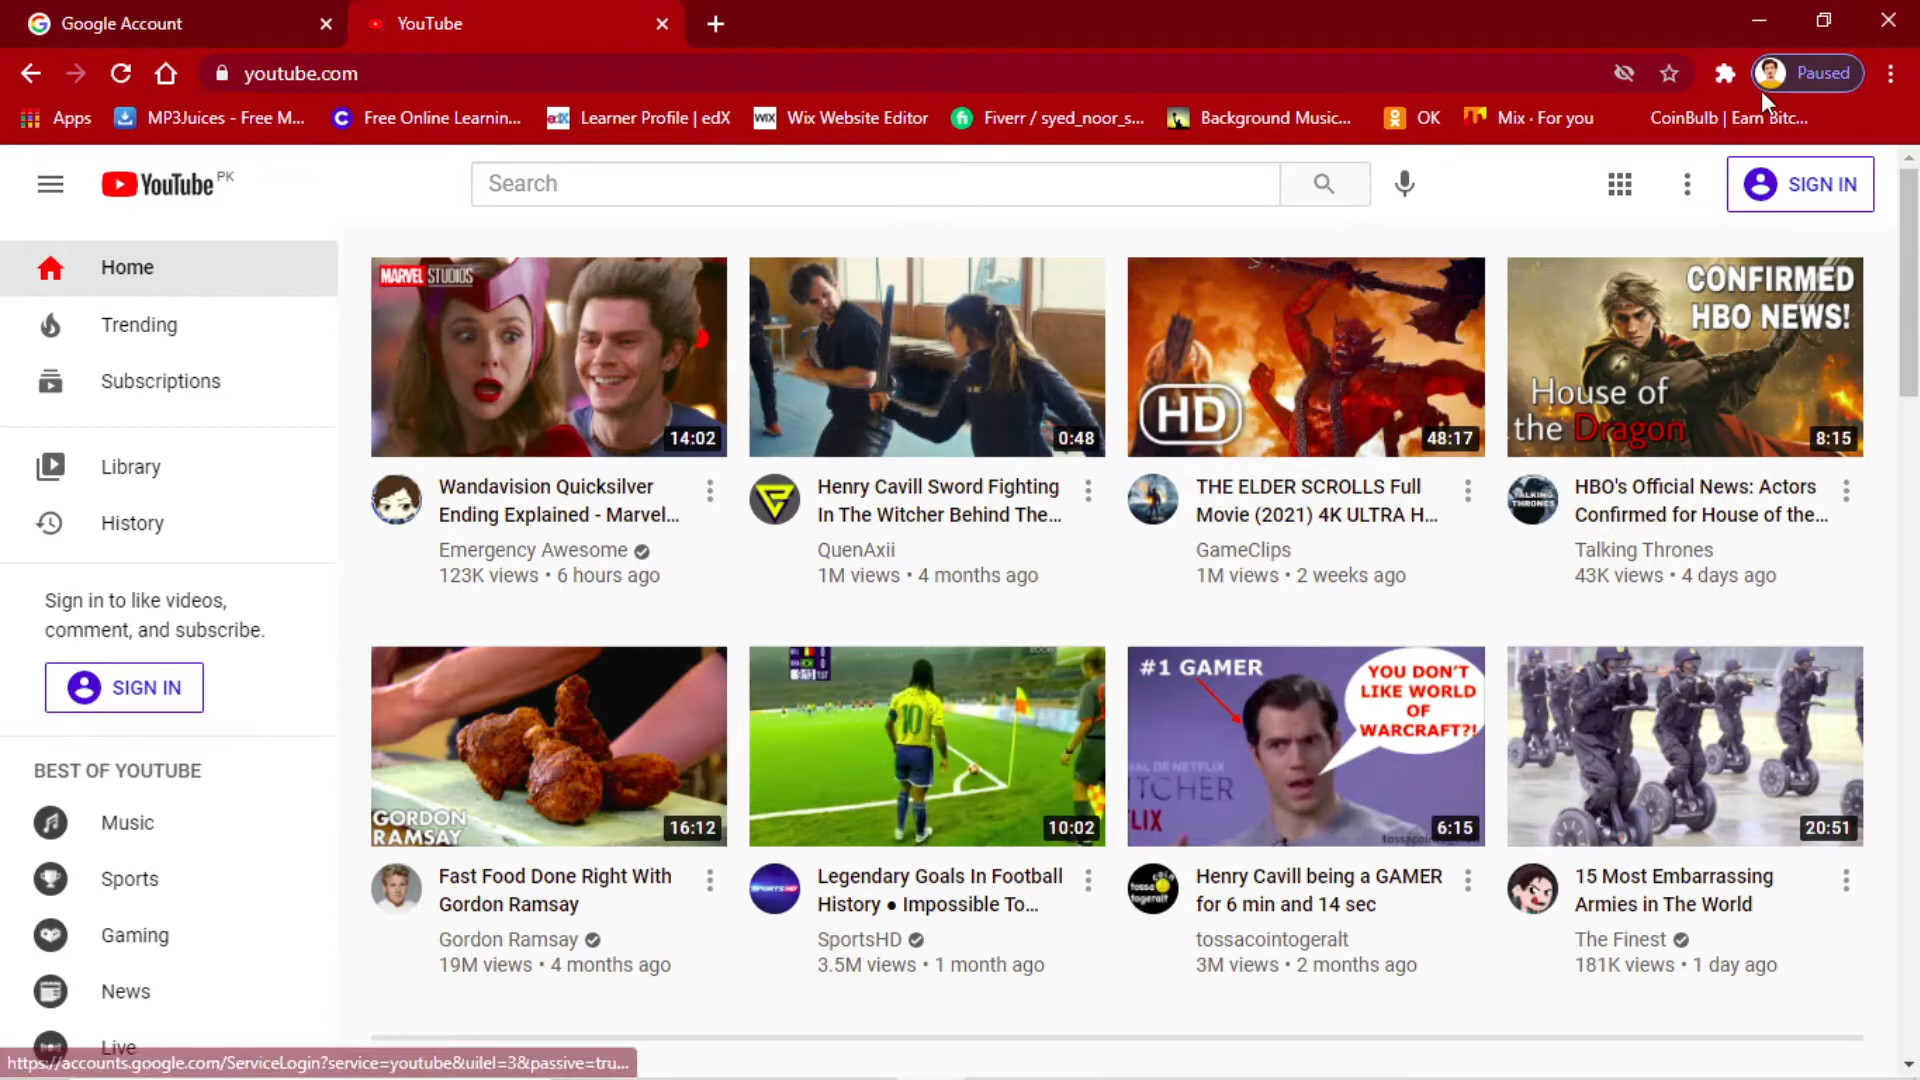 Google Account
YouTube
youtube.com
Paused
Apps
MP3Juices - Free M...
Free Online Learnin...
Learner Profile | edX
Wix Website Editor
Fiverr / syed_noor_s...
Background Music...
OK
Mix · For you
CoinBulb | Earn Bitc...
YouTube PK
Search
SIGN IN
Home
Trending
Subscriptions
Library
History
Sign in to like videos,
comment, and subscribe.
SIGN IN
BEST OF YOUTUBE
Music
Sports
Gaming
News
Live
https://accounts.google.com/ServiceLogin?service=youtube&uilel=3&passive=tru...
MARVEL STUDIOS
14:02
Wandavision Quicksilver
Ending Explained - Marvel...
Emergency Awesome
123K views • 6 hours ago
0:48
Henry Cavill Sword Fighting
In The Witcher Behind The...
QuenAxii
1M views • 4 months ago
HD
48:17
THE ELDER SCROLLS Full
Movie (2021) 4K ULTRA H...
GameClips
1M views • 2 weeks ago
CONFIRMED
HBO NEWS!
House of
the Dragon
8:15
TALKING
THRONES
HBO's Official News: Actors
Confirmed for House of the...
Talking Thrones
43K views • 4 days ago
GORDON
RAMSAY
16:12
Fast Food Done Right With
Gordon Ramsay
Gordon Ramsay
19M views • 4 months ago
10
10:02
SPORTSHD
Legendary Goals In Football
History ● Impossible To...
SportsHD
3.5M views • 1 month ago
#1 GAMER
YOU DON'T
LIKE WORLD
OF
WARCRAFT?!
AL DE NETFLIX
ITCHER
LIX
6:15
Henry Cavill being a GAMER
for 6 min and 14 sec
tossacointogeralt
3M views • 2 months ago
20:51
15 Most Embarrassing
Armies in The World
The Finest
181K views • 1 day ago